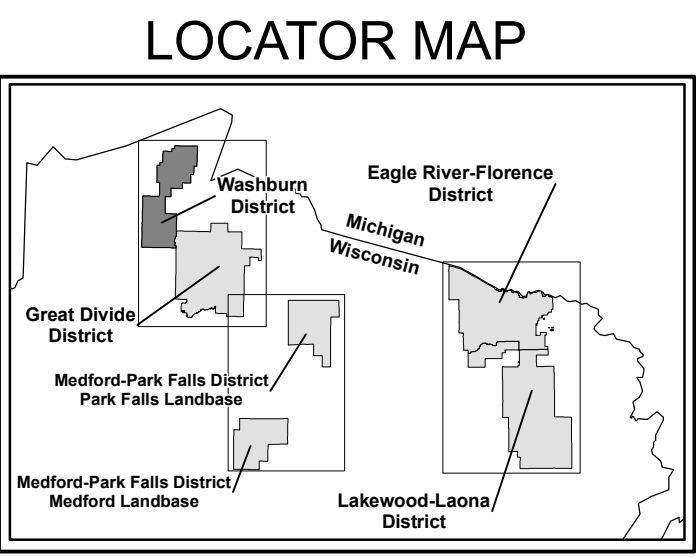 LOCATOR MAP
Washburn
District
Eagle River-Florence
District
Michigan
Wisconsin
Great Divide
District
Medford-Park Falls District
Park Falls Landbase
Medford-Park Falls District
Medford Landbase
Lakewood-Laona
District